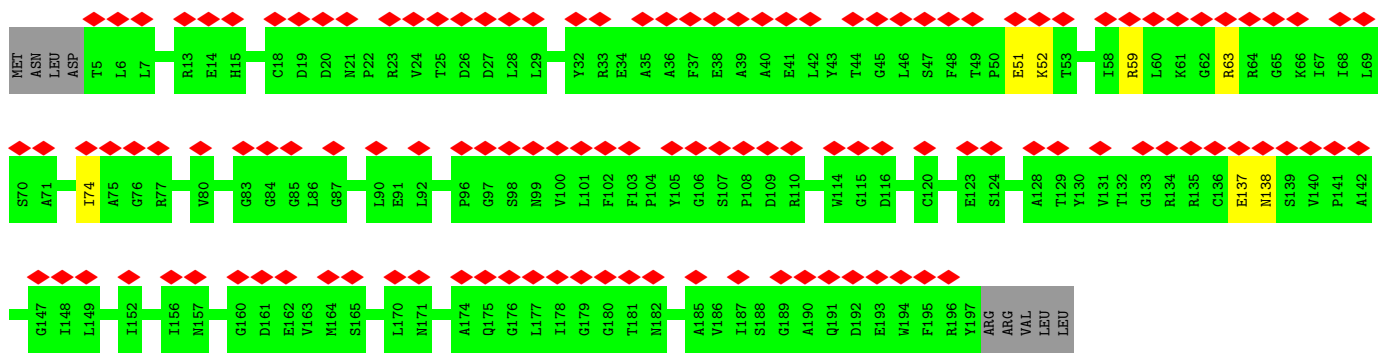 MET ASN LEU ASP T5 L6 L7 R13 E14 H15 C18 D19 D20 N21 P22 R23 V24 T25 D26 D27 L28 L29 Y32 R33 E34 A35 A36 F37 E38 A39 A40 E41 L42 Y43 T44 G45 L46 S47 F48 T49 P50 E51 K52 T53 I58 R59 L60 K61 G62 R63 R64 G65 K66 I67 I68 L69
S70 A71 I74 A75 G76 R77 V80 G83 G84 G85 L86 G87 L90 E91 L92 P96 G97 S98 N99 V100 L101 F102 F103 P104 Y105 G106 S107 P108 D109 R110 W114 G115 D116 C120 E123 S124 A128 T129 Y130 V131 T132 G133 R134 R135 C136 E137 N138 S139 V140 P141 A142
G147 I148 L149 I152 I156 N157 G160 D161 E162 V163 M164 S165 L170 N171 A174 Q175 G176 L177 I178 G179 G180 T181 N182 A185 V186 I187 S188 G189 A190 Q191 D192 E193 W194 F195 R196 Y197 ARG ARG VAL LEU LEU